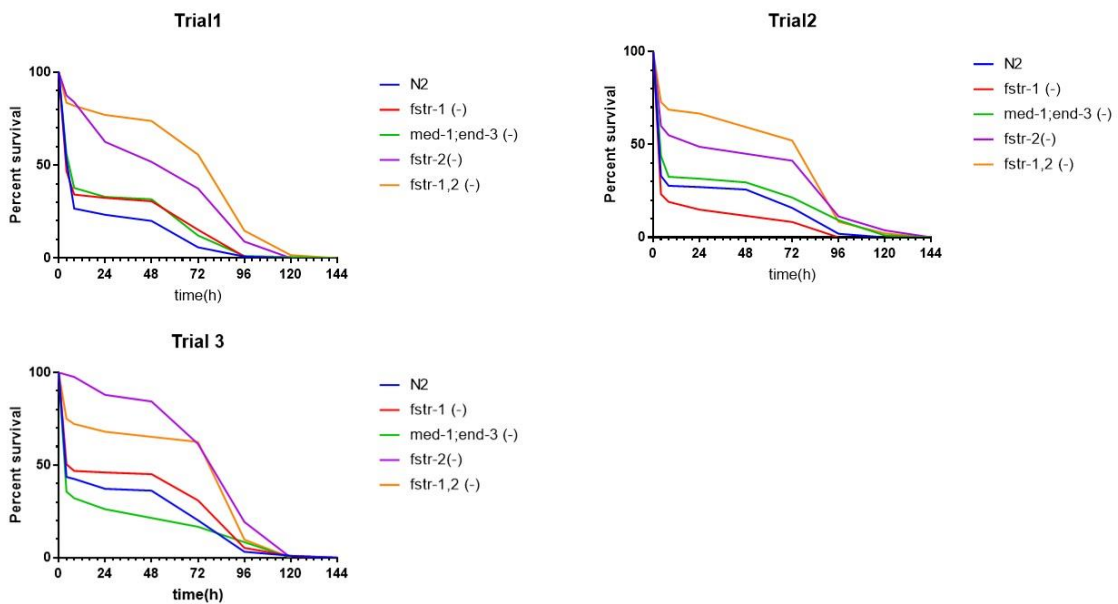 Trial1
Percent survival
100
50
0
0 24 48 72 96 120 144
time(h)
N2
fstr-1 (-)
med-1;end-3 (-)
fstr-2(-)
fstr-1,2 (-)
Trial2
Percent survival
100
50
0
0 24 48 72 96 120 144
time(h)
N2
fstr-1 (-)
med-1;end-3 (-)
fstr-2(-)
fstr-1,2 (-)
Trial 3
Percent survival
100
50
0
0 24 48 72 96 120 144
time(h)
N2
fstr-1 (-)
med-1;end-3 (-)
fstr-2(-)
fstr-1,2 (-)